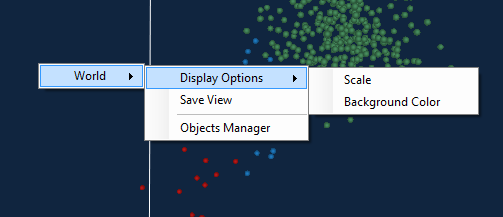 World
Display Options
Save View
Objects Manager
Scale
Background Color